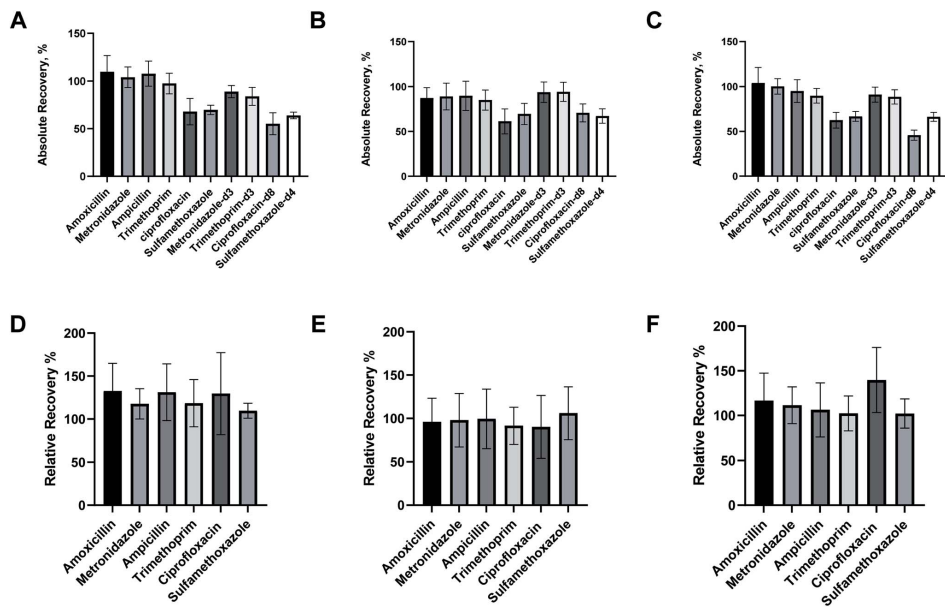 A
Absolute Recovery, %
150
100
50
0
Amoxicillin
Metronidazole
Ampicillin
Trimethoprim
ciprofloxacin
Sulfamethoxazole
Metronidazole-d3
Trimethoprim-d3
Ciprofloxacin-d8
Sulfamethoxazole-d4
B
Absolute Recovery, %
150
100
50
0
Amoxicillin
Metronidazole
Ampicillin
Trimethoprim
ciprofloxacin
Sulfamethoxazole
Metronidazole-d3
Trimethoprim-d3
Ciprofloxacin-d8
Sulfamethoxazole-d4
C
Absolute Recovery, %
150
100
50
0
Amoxicillin
Metronidazole
Ampicillin
Trimethoprim
ciprofloxacin
Sulfamethoxazole
Metronidazole-d3
Trimethoprim-d3
Ciprofloxacin-d8
Sulfamethoxazole-d4
D
Relative Recovery %
200
150
100
50
0
Amoxicillin
Metronidazole
Ampicillin
Trimethoprim
Ciprofloxacin
Sulfamethoxazole
E
Relative Recovery %
200
150
100
50
0
Amoxicillin
Metronidazole
Ampicillin
Trimethoprim
Ciprofloxacin
Sulfamethoxazole
F
Relative Recovery %
200
150
100
50
0
Amoxicillin
Metronidazole
Ampicillin
Trimethoprim
Ciprofloxacin
Sulfamethoxazole